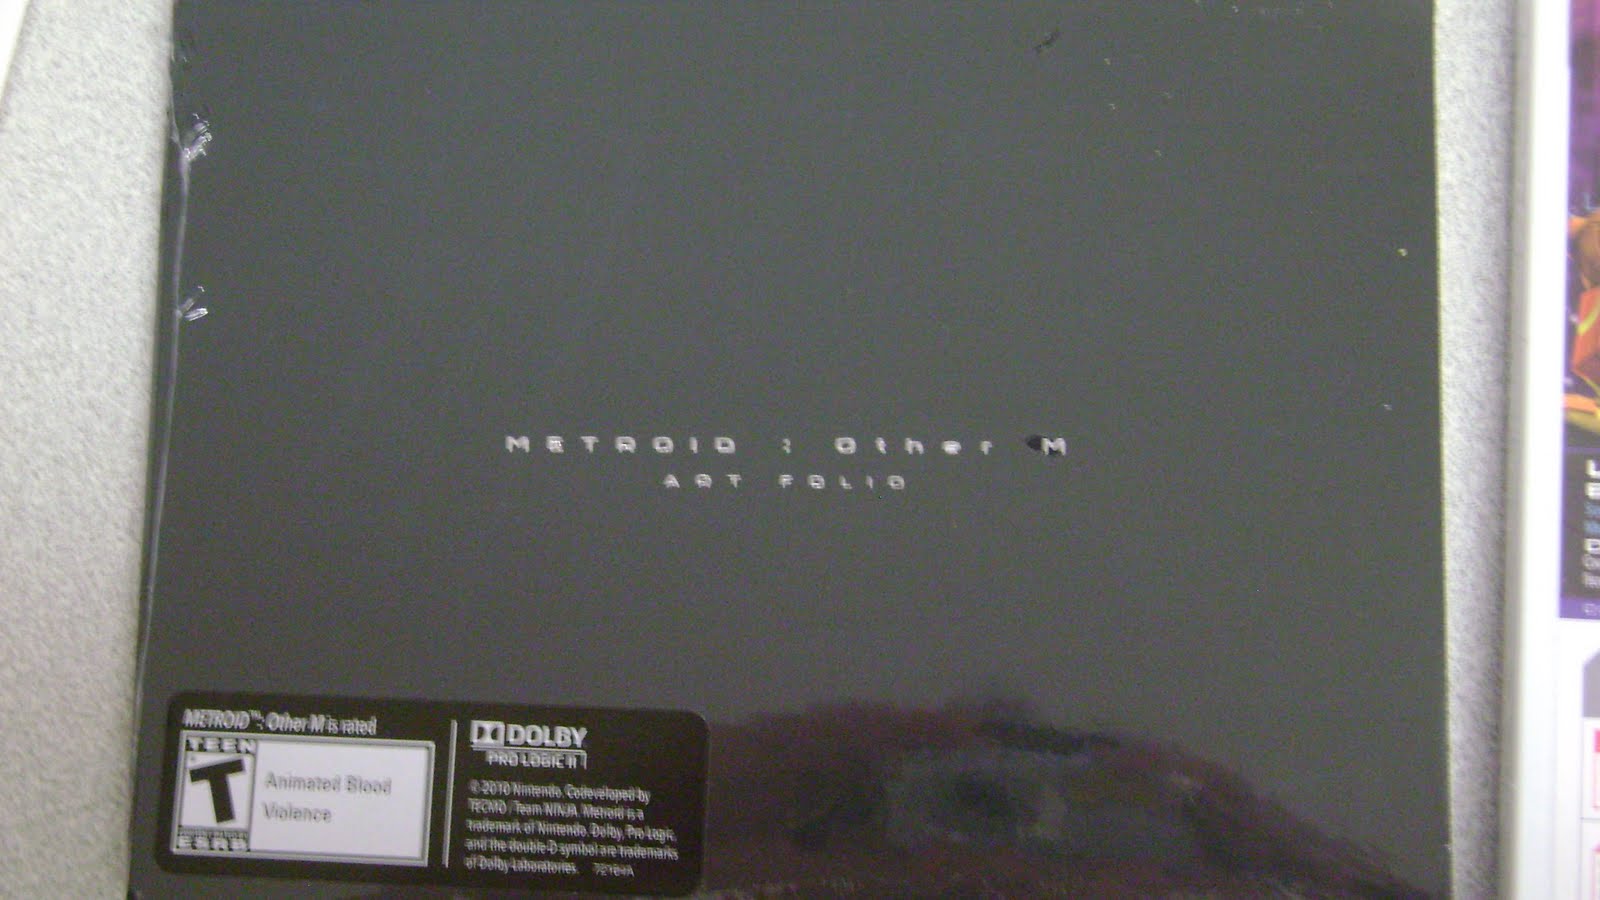 METROID : Other M
ART FOLIO
METROID™: Other M is rated
TEEN
T
ESRB
Animated Blood
Violence
DOLBY
PRO LOGIC II
© 2010 Nintendo. Codeveloped by
TECMO / Team NINJA. Metroid is a
trademark of Nintendo. Dolby, Pro Logic,
and the double-D symbol are trademarks
of Dolby Laboratories. 72184A